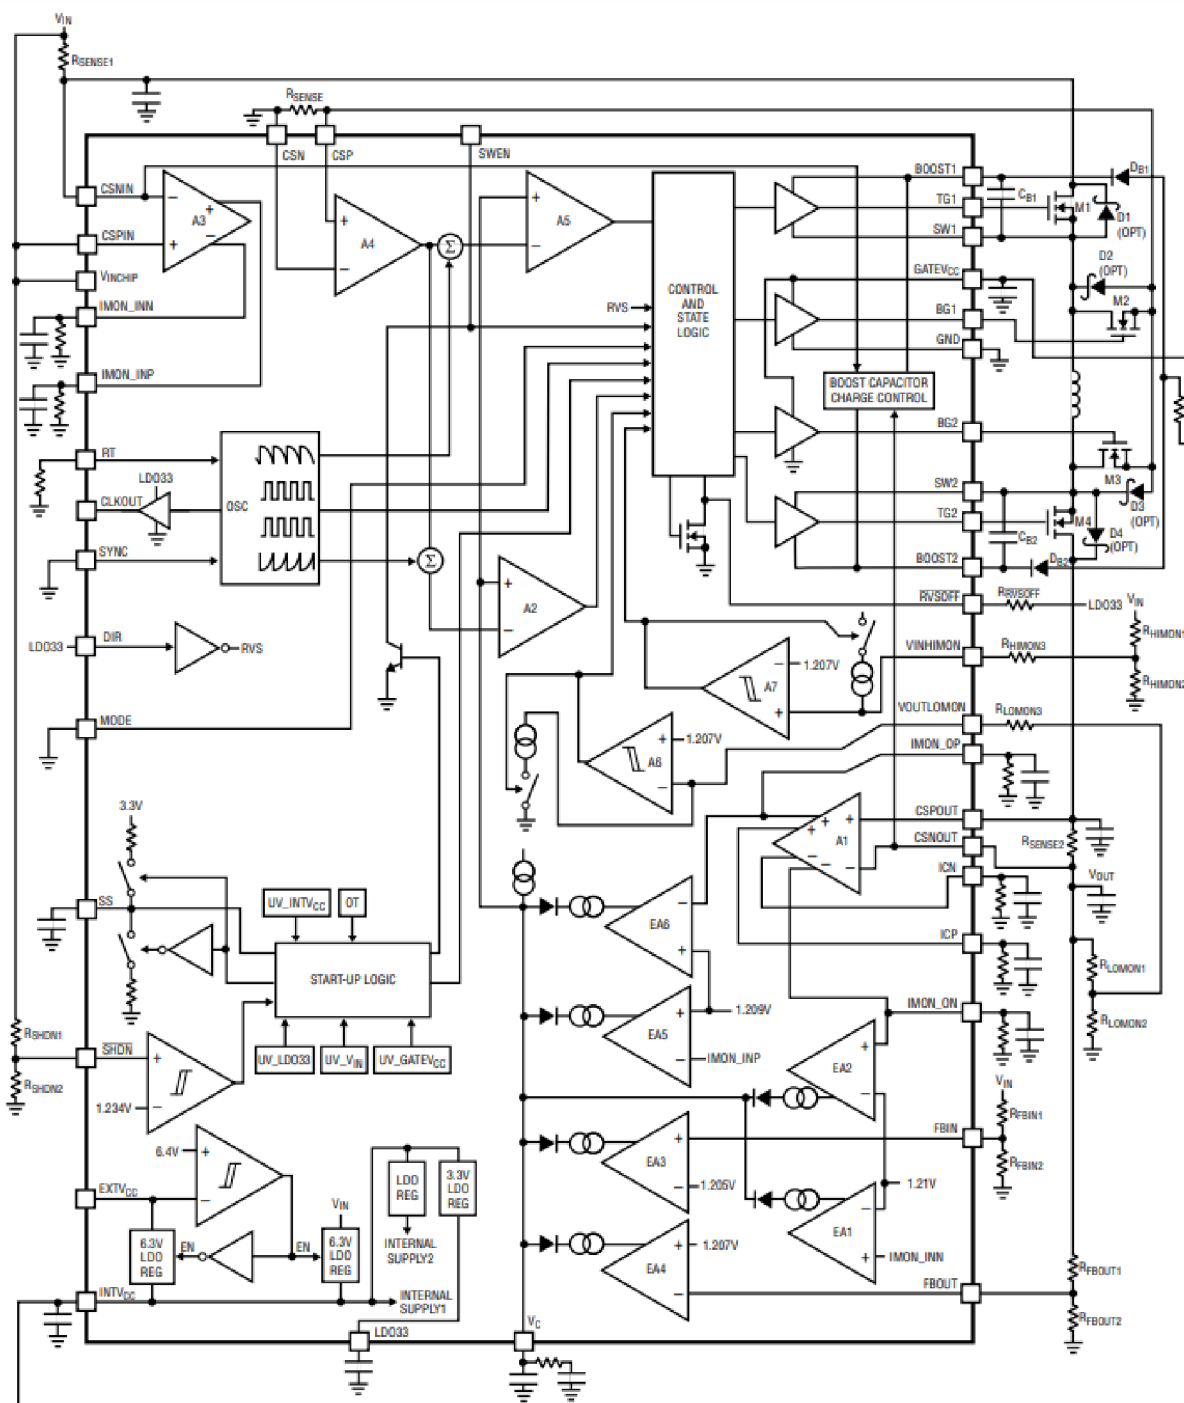 VIN
RSENSE1
RSENSE
CSN
CSP
SWEN
CSNIN
A3
CSPIN
VINCHIP
IMON_INN
IMON_INP
A4
Σ
A5
RVS
CONTROL
AND
STATE
LOGIC
BOOST1
TG1
SW1
GATEVCC
BG1
GND
DB1
CB1
M1
D1
(OPT)
D2
(OPT)
M2
BOOST CAPACITOR
CHARGE CONTROL
BG2
M3
SW2
D3
(OPT)
TG2
M4
D4
(OPT)
CB2
BOOST2
DB2
RT
LDO33
CLKOUT
OSC
SYNC
Σ
A2
RVSOFF
RRVSOFF
LDO33
VIN
RHIMON1
LDO33
DIR
RVS
VINHIMON
RHIMON3
RHIMON2
1.207V
A7
MODE
VOUTLOMON
RLOMON3
1.207V
A6
IMON_OP
3.3V
CSPOUT
A1
CSNOUT
RSENSE2
ICN
VOUT
SS
UV_INTVCC
OT
EA6
ICP
START-UP LOGIC
RLOMON1
1.209V
IMON_ON
RLOMON2
RSHDN1
SHDN
EA5
UV_LDO33
UV_VIN
UV_GATEVCC
IMON_INP
EA2
RSHDN2
1.234V
VIN
RFBIN1
FBIN
6.4V
EA3
RFBIN2
LDO
REG
3.3V
LDO
REG
1.205V
1.21V
EXTVCC
VIN
6.3V
LDO
REG
EN
EN
6.3V
LDO
REG
INTERNAL
SUPPLY2
1.207V
EA1
IMON_INN
EA4
RFBOUT1
FBOUT
INTVCC
INTERNAL
SUPPLY1
RFBOUT2
LDO33
VC